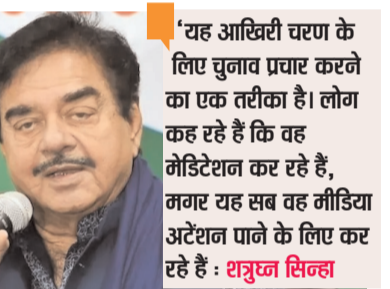 ‘यह आखिरी चरण के
लिए चुनाव प्रचार करने
का एक तरीका है। लोग
कह रहे हैं कि वह
मेडिटेशन कर रहे हैं,
मगर यह सब वह मीडिया
अटेंशन पाने के लिए कर
रहे हैं : शत्रुघ्न सिन्हा